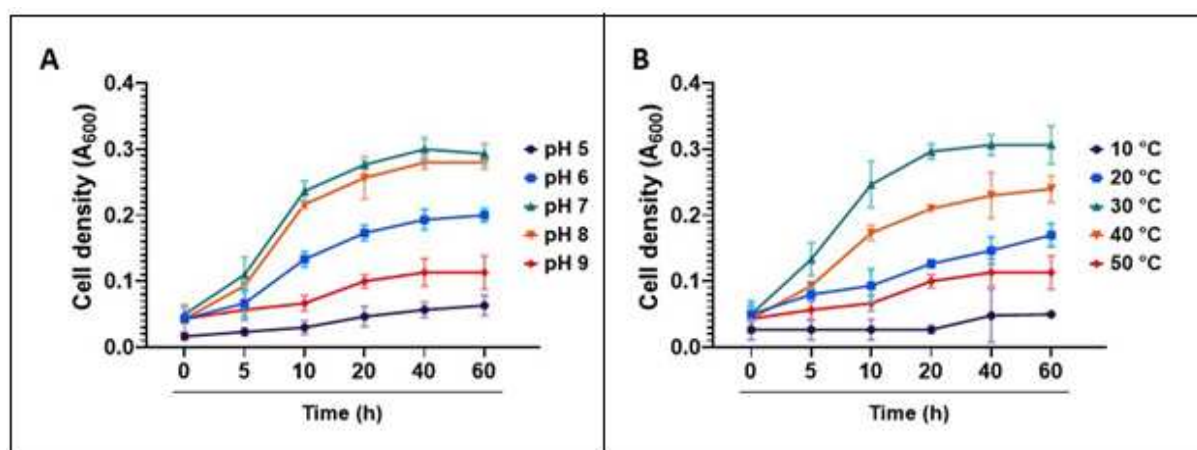 A
Cell density (A600)
0.4
0.3
0.2
0.1
0.0
0 5 10 20 40 60
Time (h)
pH 5
pH 6
pH 7
pH 8
pH 9
B
Cell density (A600)
0.4
0.3
0.2
0.1
0.0
0 5 10 20 40 60
Time (h)
10 °C
20 °C
30 °C
40 °C
50 °C